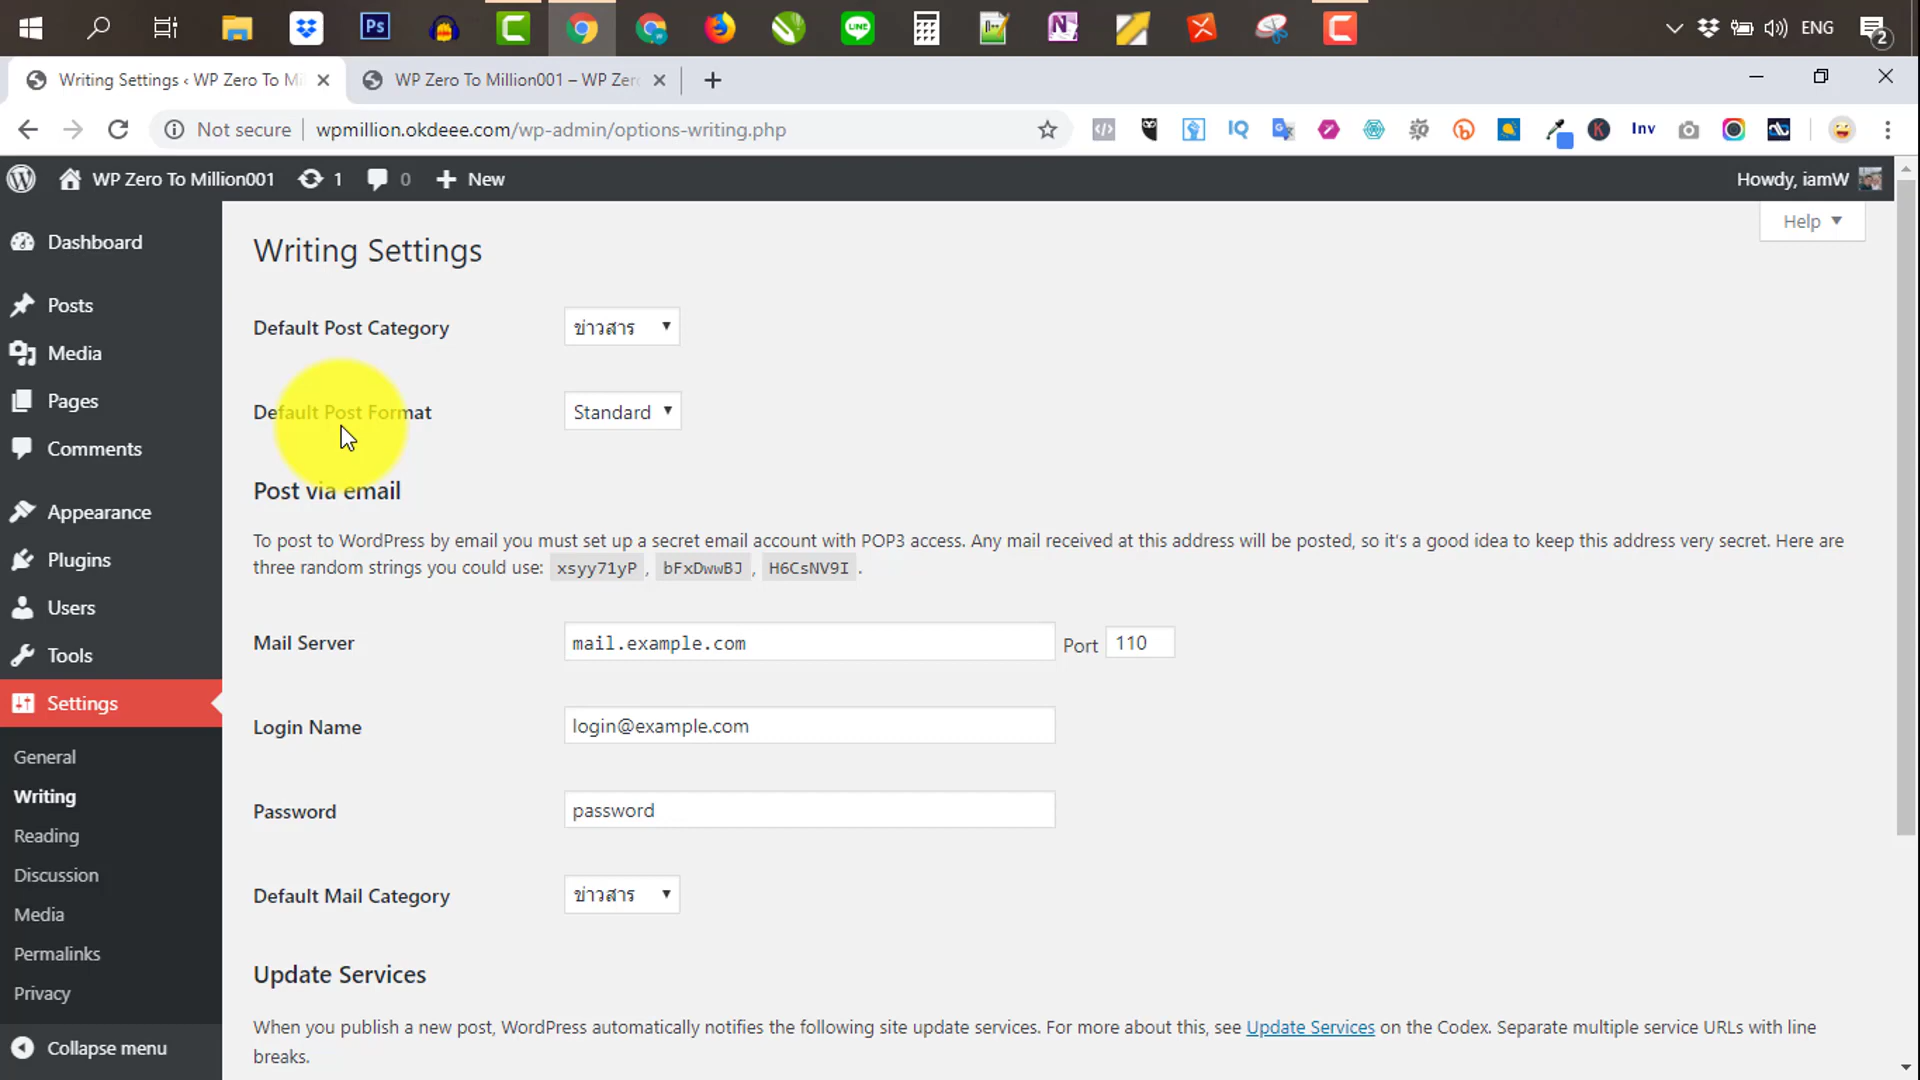 Ps
LINE
N
ENG
2
Writing Settings ‹ WP Zero To Mi
WP Zero To Million001 – WP Zer
Not secure
wpmillion.okdeee.com/wp-admin/options-writing.php
IQ
K
Inv
WP Zero To Million001
1
0
New
Howdy, iamW
Help
Dashboard
Posts
Media
Pages
Comments
Appearance
Plugins
Users
Tools
Settings
General
Writing
Reading
Discussion
Media
Permalinks
Privacy
Collapse menu
Writing Settings
Default Post Category ข่าวสาร
Default Post Format Standard
Post via email
To post to WordPress by email you must set up a secret email account with POP3 access. Any mail received at this address will be posted, so it's a good idea to keep this address very secret. Here are
three random strings you could use: xsyy71yP , bFxDwwBJ , H6CsNV9I .
Mail Server mail.example.com Port 110
Login Name login@example.com
Password password
Default Mail Category ข่าวสาร
Update Services
When you publish a new post, WordPress automatically notifies the following site update services. For more about this, see Update Services on the Codex. Separate multiple service URLs with line
breaks.